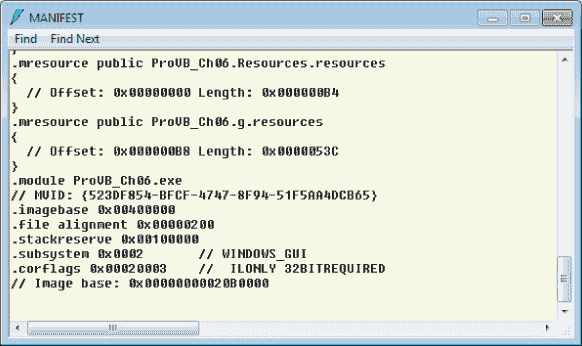 MANIFEST
Find Find Next
}
.mresource public ProVB_Ch06.Resources.resources
{
// Offset: 0x00000000 Length: 0x000000B4
}
.mresource public ProVB_Ch06.g.resources
{
// Offset: 0x000000B8 Length: 0x0000053C
}
.module ProVB_Ch06.exe
// MVID: {523DF854-BFCF-4747-8F94-51F5AA4DCB65}
.imagebase 0x00400000
.file alignment 0x00000200
.stackreserve 0x00100000
.subsystem 0x0002 // WINDOWS_GUI
.corflags 0x00020003 // ILONLY 32BITREQUIRED
// Image base: 0x00000000020B0000